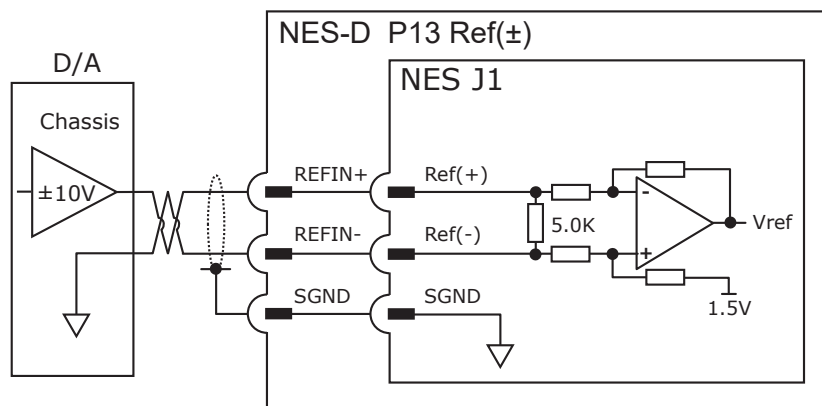 NES-D P13 Ref(±)
D/A
NES J1
Chassis
±10V
REFIN+
Ref(+)
-
5.0K
Vref
REFIN-
Ref(-)
+
SGND
SGND
1.5V